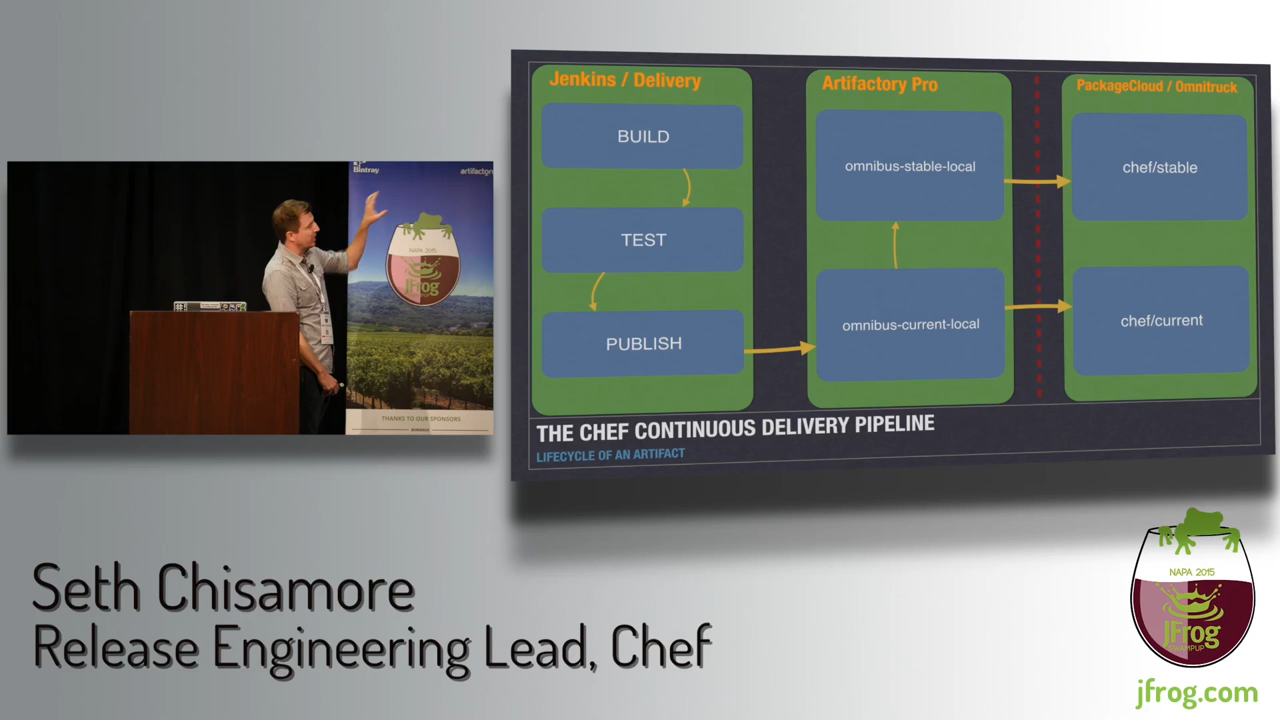 Jenkins / Delivery
BUILD
TEST
PUBLISH
Artifactory Pro
omnibus-stable-local
omnibus-current-local
PackageCloud / Omnitruck
chef/stable
chef/current
THE CHEF CONTINUOUS DELIVERY PIPELINE
LIFECYCLE OF AN ARTIFACT
Bintray
artifactory
NAPA 2015
JFrog
THANKS TO OUR SPONSORS
Seth Chisamore
Release Engineering Lead, Chef
NAPA 2015
JFrog
SWAMPUP
jfrog.com